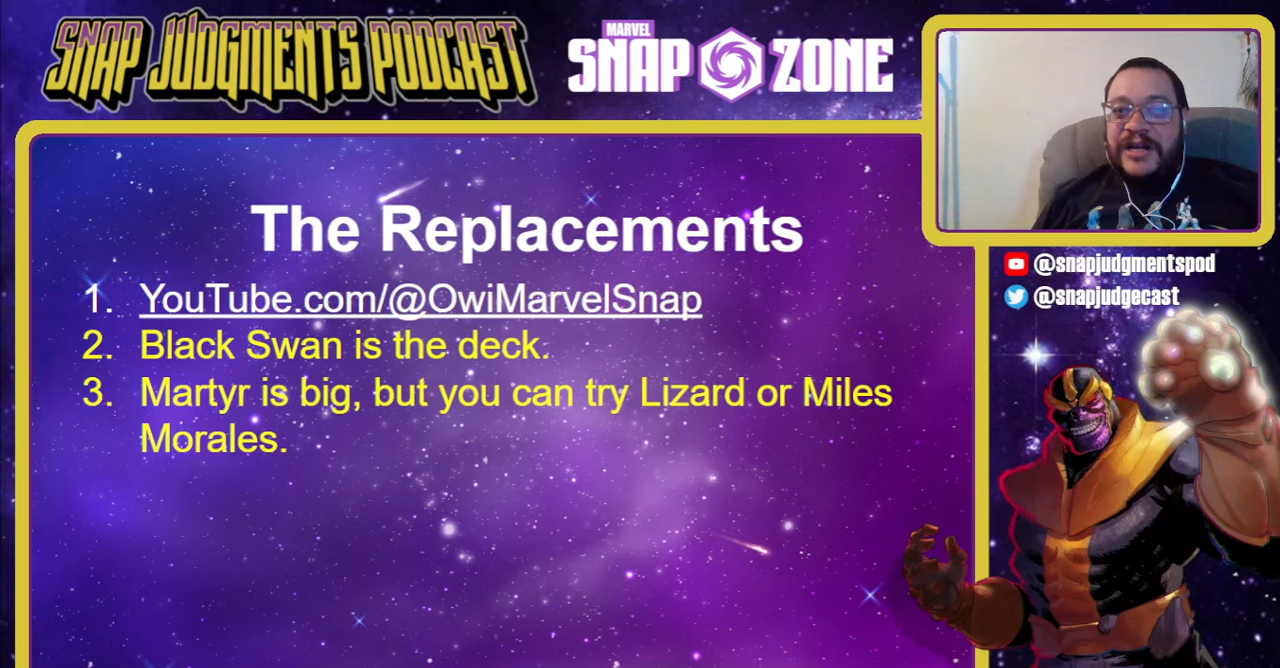 SNAP JUDGMENTS PODCAST
MARVEL
SNAP ZONE
The Replacements
1. YouTube.com/@OwiMarvelSnap
2. Black Swan is the deck.
3. Martyr is big, but you can try Lizard or Miles
Morales.
@snapjudgmentspod
@snapjudgecast